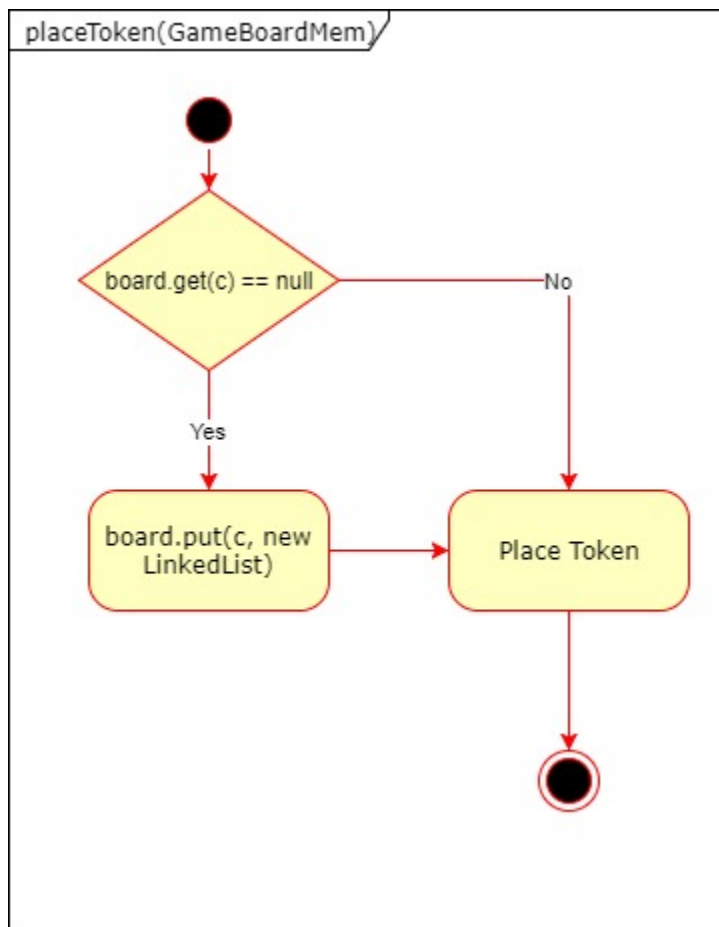 placeToken(GameBoardMem)
board.get(c) == null
No
Yes
board.put(c, new
LinkedList)
Place Token